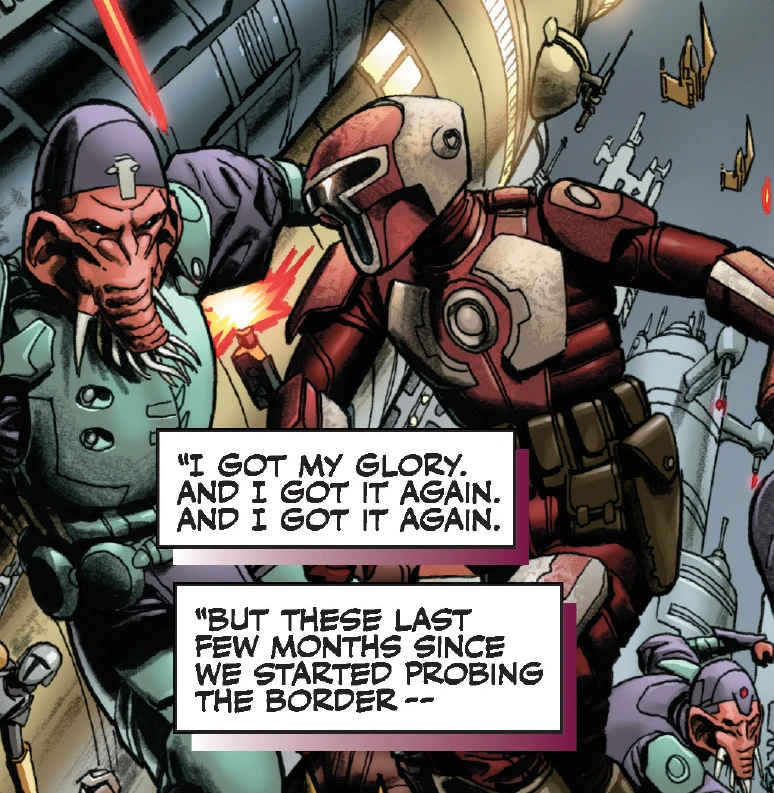 "I GOT MY GLORY.
AND I GOT IT AGAIN.
AND I GOT IT AGAIN.
"BUT THESE LAST
FEW MONTHS SINCE
WE STARTED PROBING
THE BORDER --